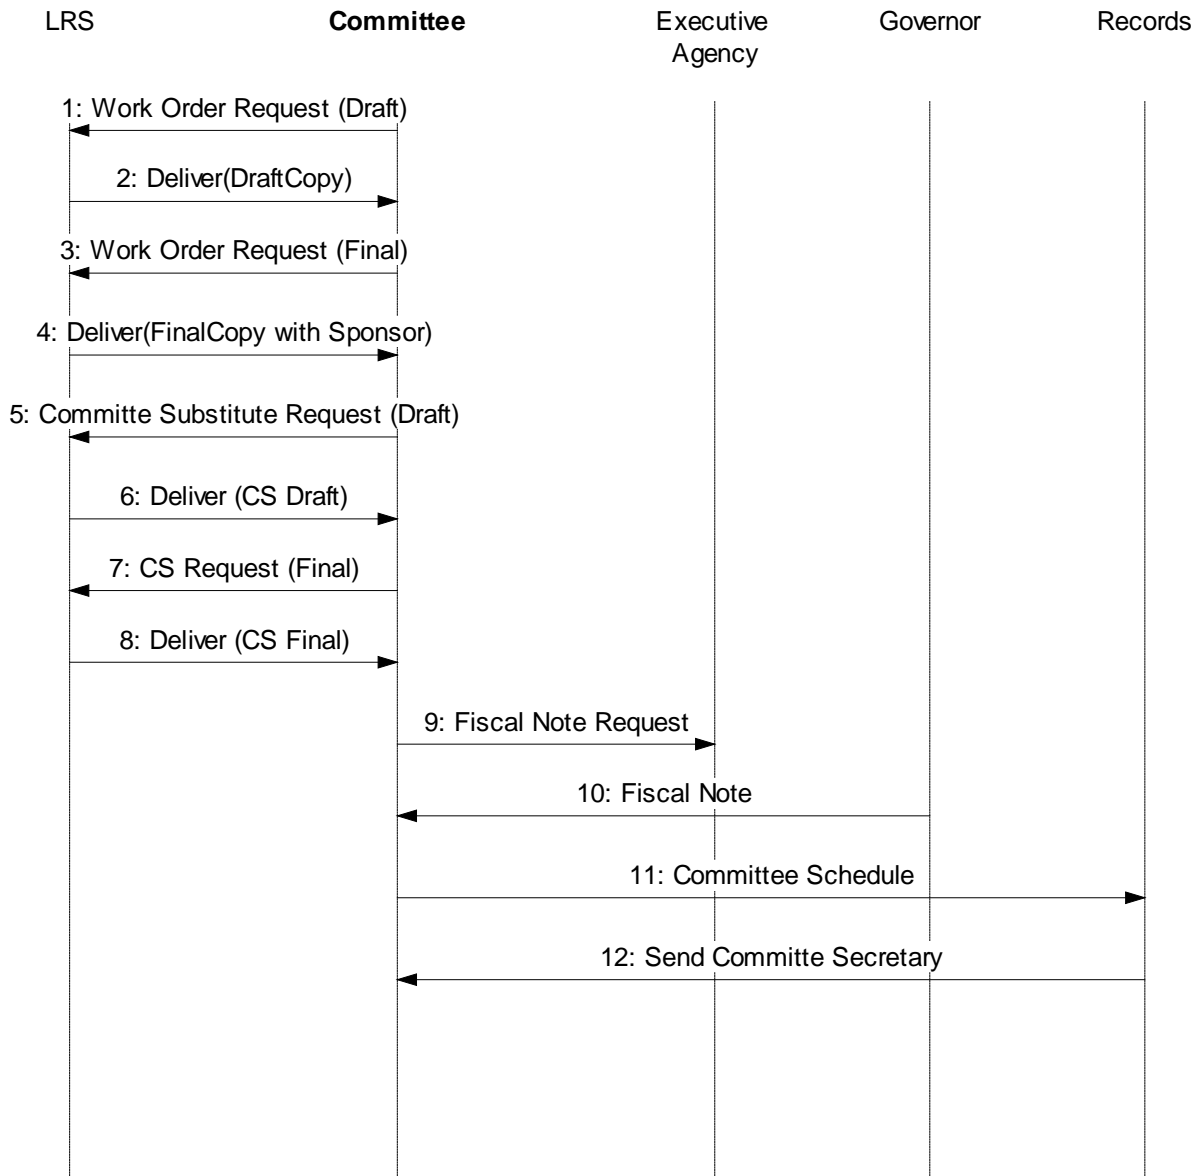 LRS
Committee
Executive
Agency
Governor
Records
1: Work Order Request (Draft)
2: Deliver(DraftCopy)
3: Work Order Request (Final)
4: Deliver(FinalCopy with Sponsor)
5: Committe Substitute Request (Draft)
6: Deliver (CS Draft)
7: CS Request (Final)
8: Deliver (CS Final)
9: Fiscal Note Request
10: Fiscal Note
11: Committee Schedule
12: Send Committe Secretary